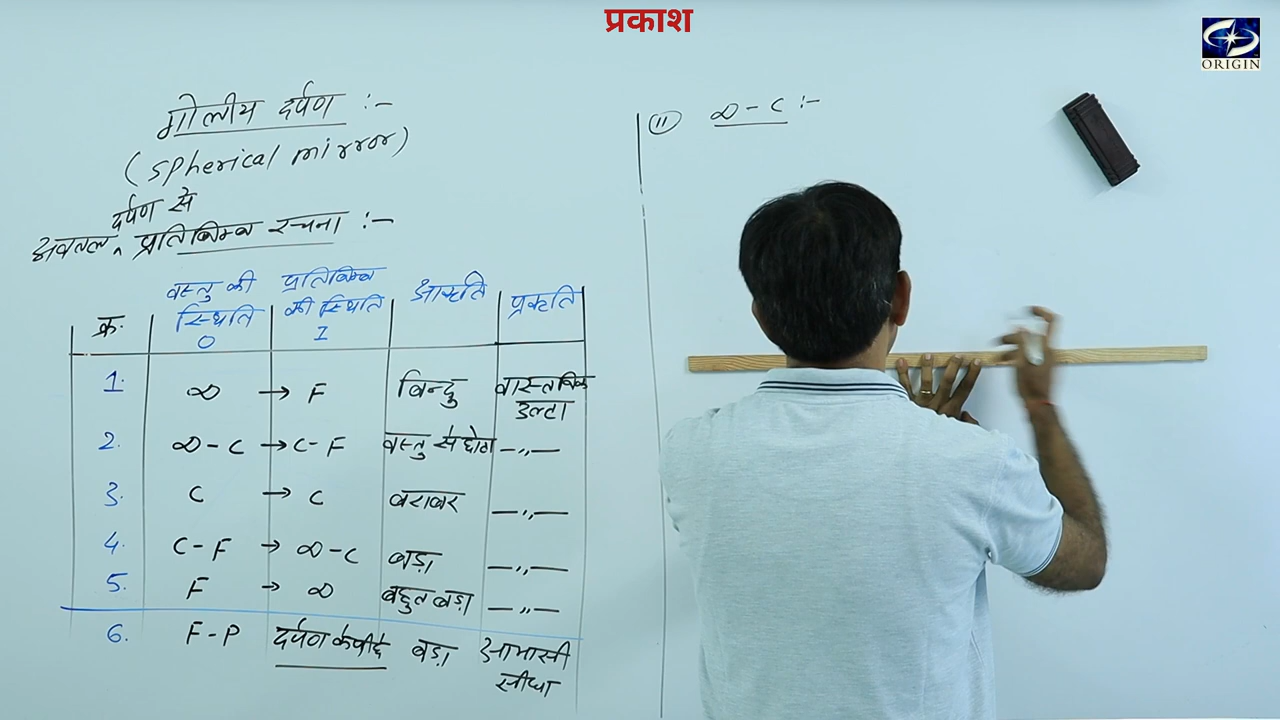 प्रकाश
ORIGIN
गोलीय दर्पण :-
(spherical mirror)
दर्पण से
अवतल ^ प्रतिबिम्ब रचना :-
क्र. वस्तु की स्थिति O प्रतिबिम्ब की स्थिति I आकृति प्रकृति
1. ∞ → F बिन्दु वास्तविक उल्टा
2. ∞ - C → C - F वस्तु से छोटा —„—
3. C → C बराबर —„—
4. C - F → ∞ - C बड़ा —„—
5. F → ∞ बहुत बड़ा —„—
6. F - P दर्पण के पीछे बड़ा आभासी सीधा
(11) ∞ - C :-